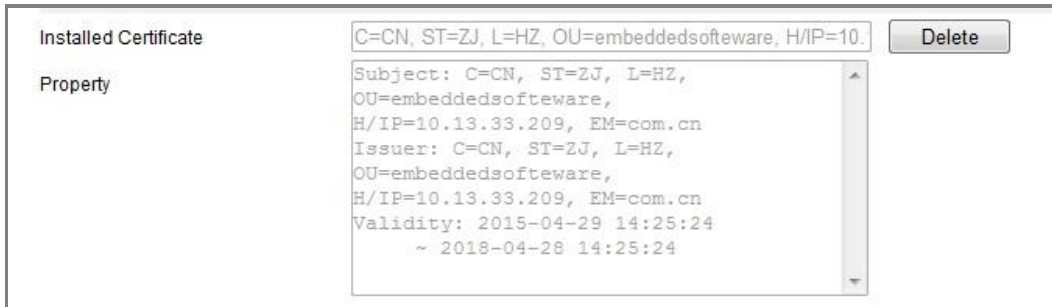 Installed Certificate
C=CN, ST=ZJ, L=HZ, OU=embeddedsofteware, H/IP=10.
Delete
Property
Subject: C=CN, ST=ZJ, L=HZ,
OU=embeddedsofteware,
H/IP=10.13.33.209, EM=com.cn
Issuer: C=CN, ST=ZJ, L=HZ,
OU=embeddedsofteware,
H/IP=10.13.33.209, EM=com.cn
Validity: 2015-04-29 14:25:24
~ 2018-04-28 14:25:24